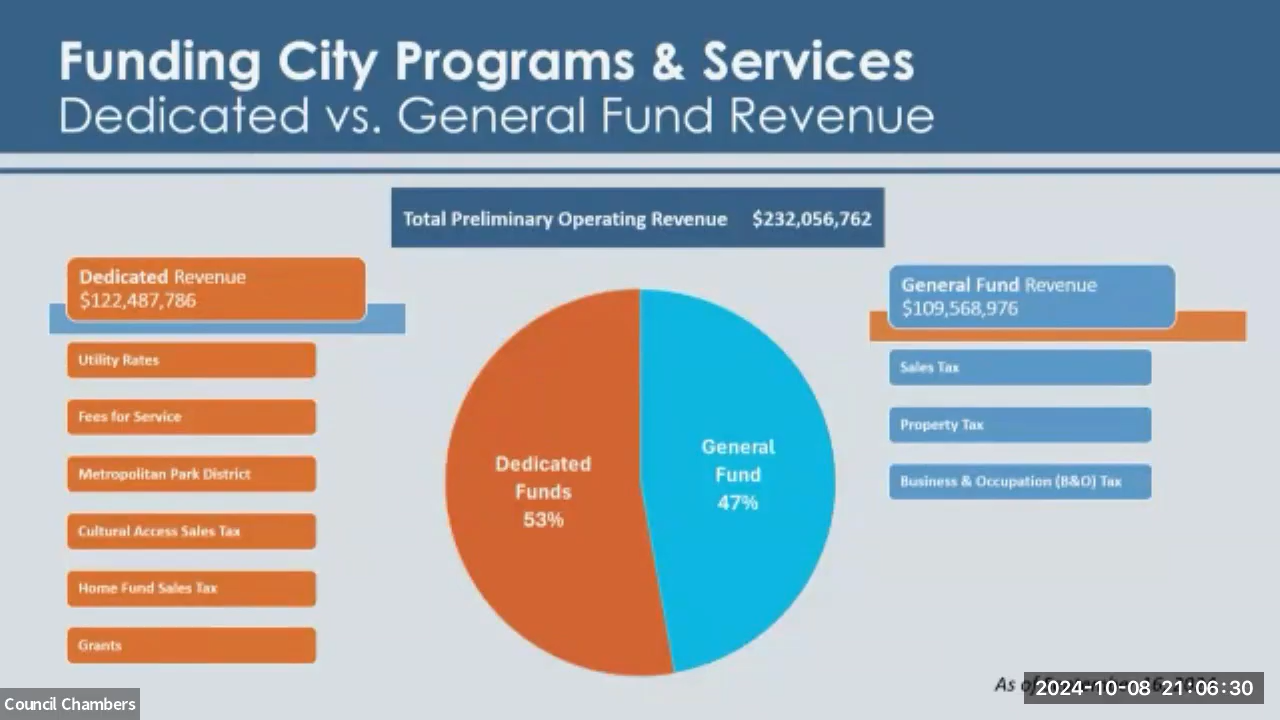 Funding City Programs & Services
Dedicated vs. General Fund Revenue
Total Preliminary Operating Revenue $232,056,762
Dedicated Revenue
$122,487,786
Utility Rates
Fees for Service
Metropolitan Park District
Cultural Access Sales Tax
Home Fund Sales Tax
Grants
Dedicated
Funds
53%
General
Fund
47%
General Fund Revenue
$109,568,976
Sales Tax
Property Tax
Business & Occupation (B&O) Tax
As of
2024-10-08 21:06:30
Council Chambers